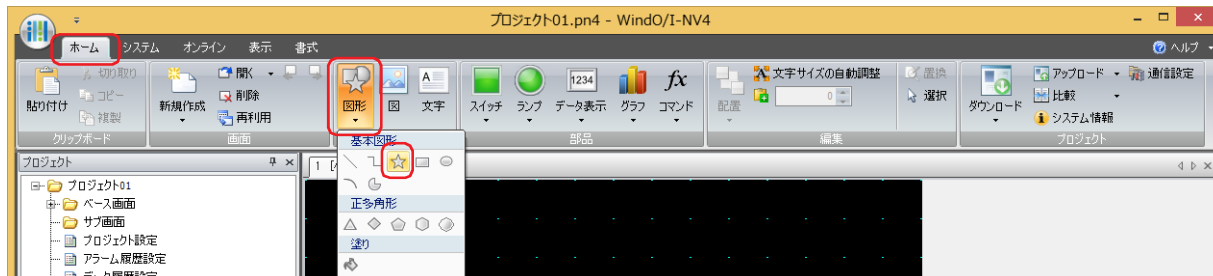 プロジェクト01.pn4 - WindO/I-NV4
ホーム システム オンライン 表示 書式 ヘルプ
貼り付け 切り取り コピー 複製
クリップボード
新規作成 開く 削除 再利用
画面
図形 図 文字
スイッチ ランプ 1234 データ表示 グラフ fx コマンド
部品
配置 文字サイズの自動調整 0 置換 選択
編集
ダウンロード アップロード 比較 システム情報 通信設定
プロジェクト
基本図形
正多角形
塗り
プロジェクト
1
プロジェクト01
ベース画面
サブ画面
プロジェクト設定
アラーム履歴設定
データ履歴設定